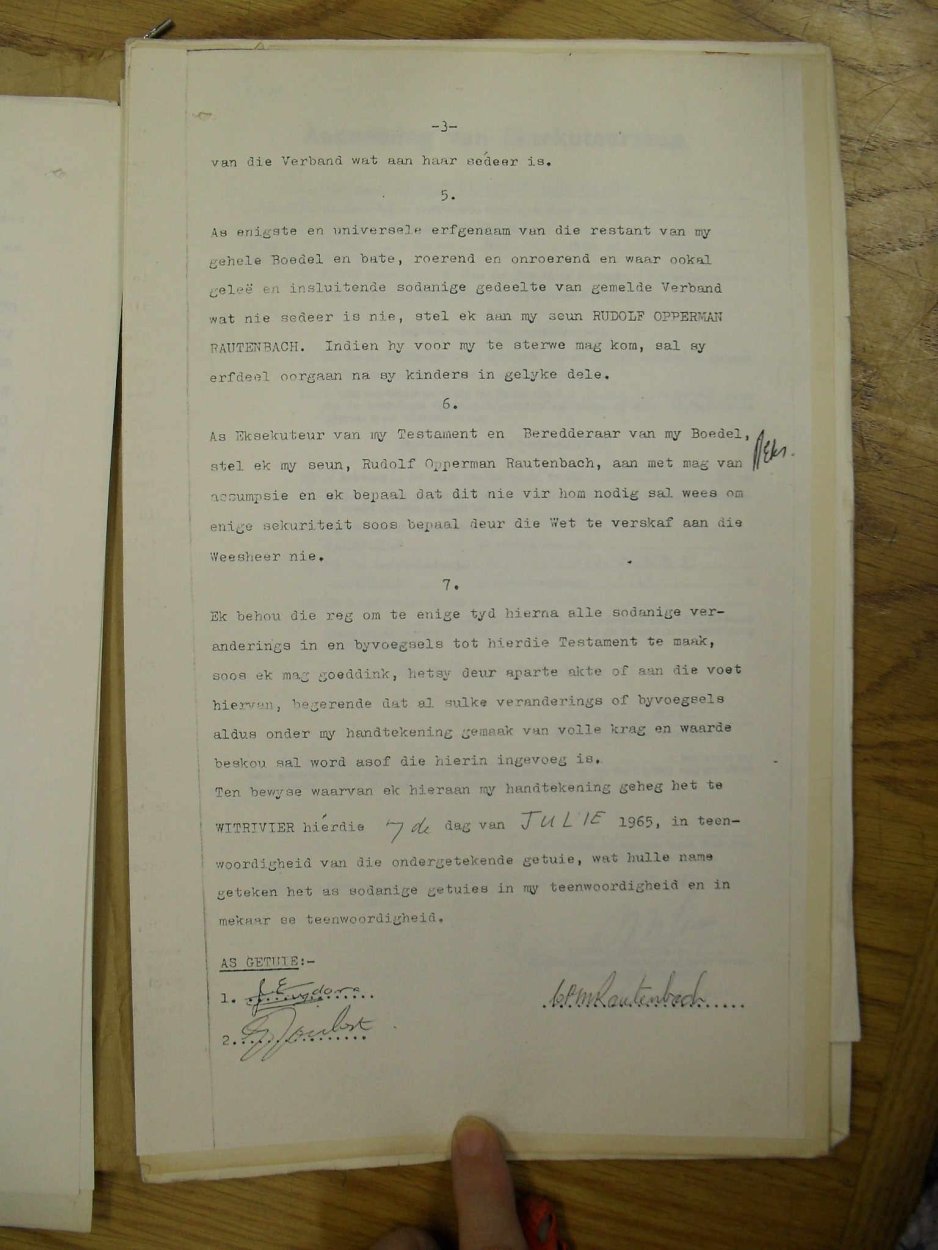 -3-
van die Verband wat aan haar sedeer is.
5.
As enigste en universele erfgenaam van die restant van my
gehele Boedel en bate, roerend en onroerend en waar ookal
geleë en insluitende sodanige gedeelte van gemelde Verband
wat nie sedeer is nie, stel ek aan my seun RUDOLF OPPERMAN
RAUTENBACH. Indien hy voor my te sterwe mag kom, sal sy
erfdeel oorgaan na sy kinders in gelyke dele.
6.
As Eksekuteur van my Testament en Beredderaar van my Boedel,
stel ek my seun, Rudolf Opperman Rautenbach, aan met mag van
assumpsie en ek bepaal dat dit nie vir hom nodig sal wees om
enige sekuriteit soos bepaal deur die Wet te verskaf aan die
Weesheer nie.
7.
Ek behou die reg om te enige tyd hierna alle sodanige ver-
anderings in en byvoegsels tot hierdie Testament te maak,
soos ek mag goeddink, hetsy deur aparte akte of aan die voet
hiervan, begerende dat al sulke veranderings of byvoegsels
aldus onder my handtekening gemaak van volle krag en waarde
beskou sal word asof die hierin ingevoeg is.
Ten bewyse waarvan ek hieraan my handtekening geheg het te
WITRIVIER hierdie 7 de dag van JULIE 1965, in teen-
woordigheid van die ondergetekende getuie, wat hulle name
geteken het as sodanige getuies in my teenwoordigheid en in
mekaar se teenwoordigheid.
AS GETUIE:-
1.
Rautenbach
2. Joubert